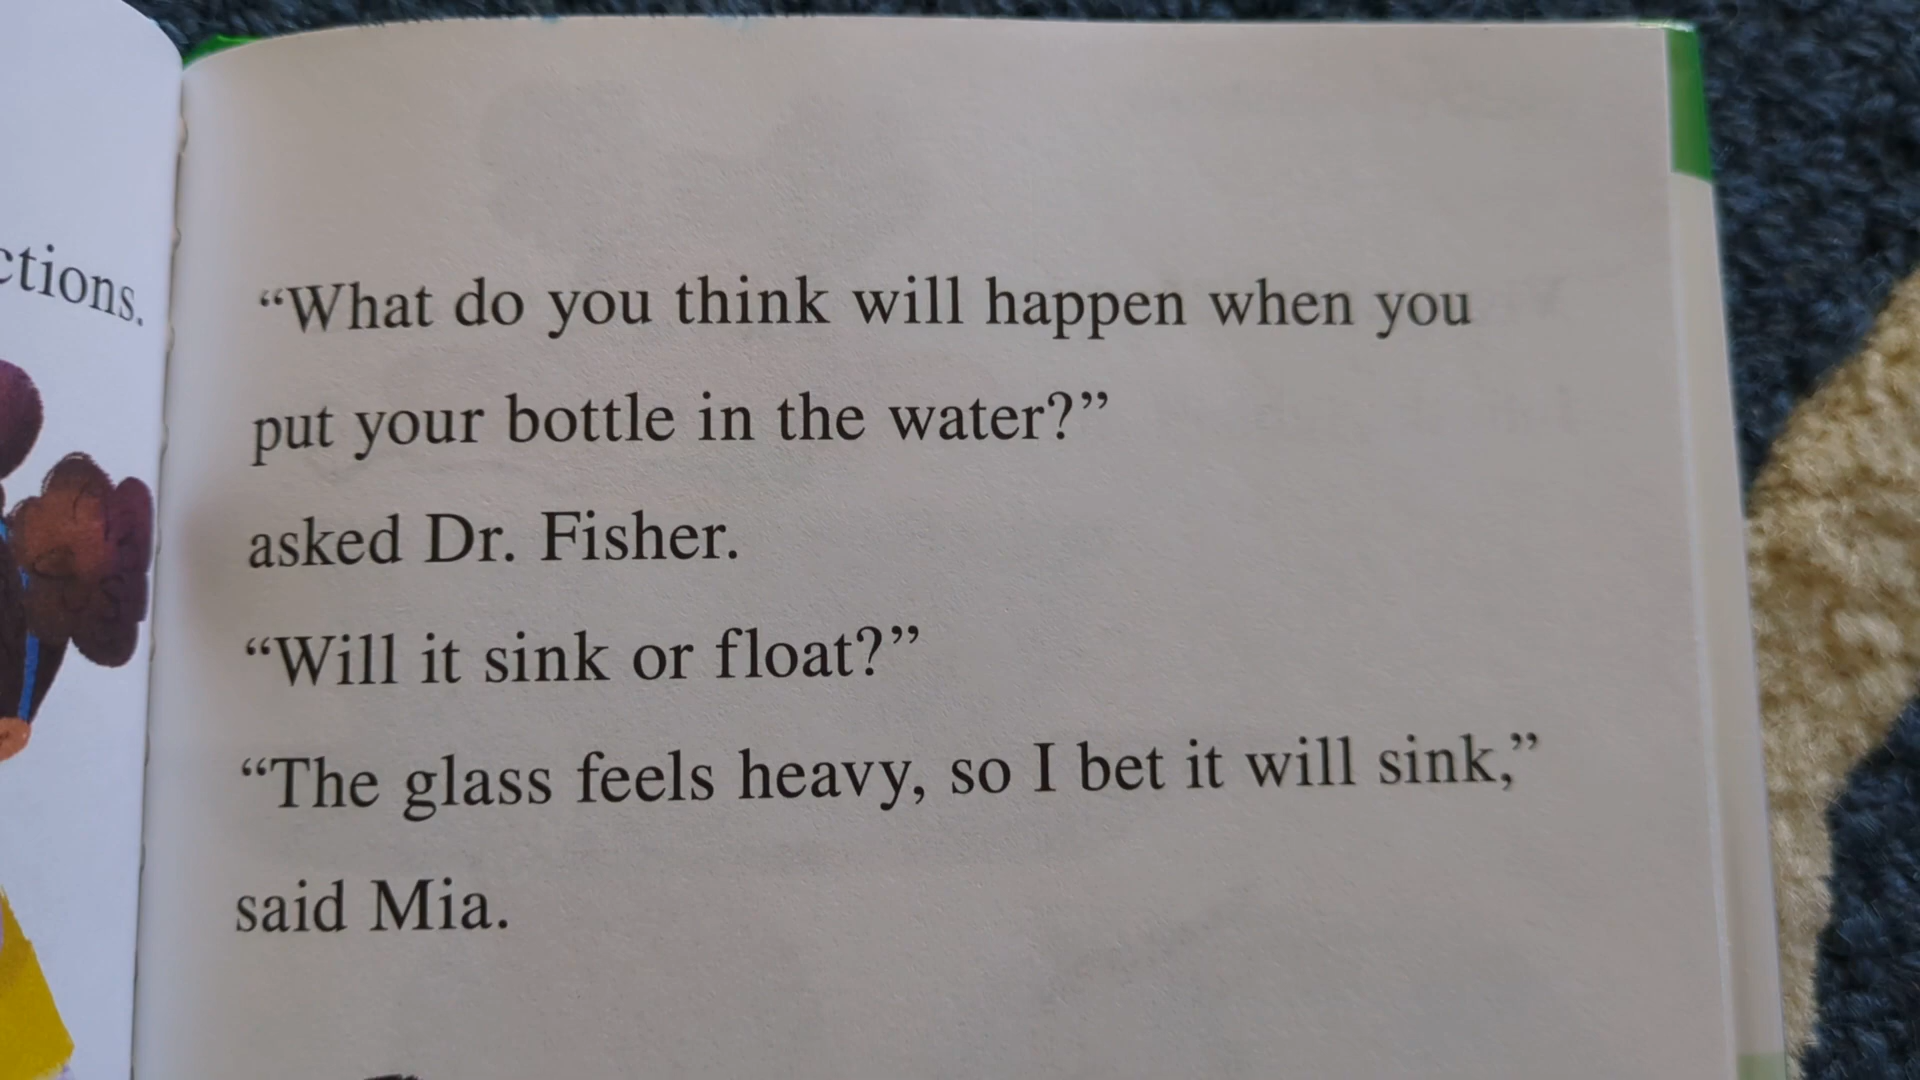 “What do you think will happen when you
put your bottle in the water?”
asked Dr. Fisher.
“Will it sink or float?”
“The glass feels heavy, so I bet it will sink,”
said Mia.